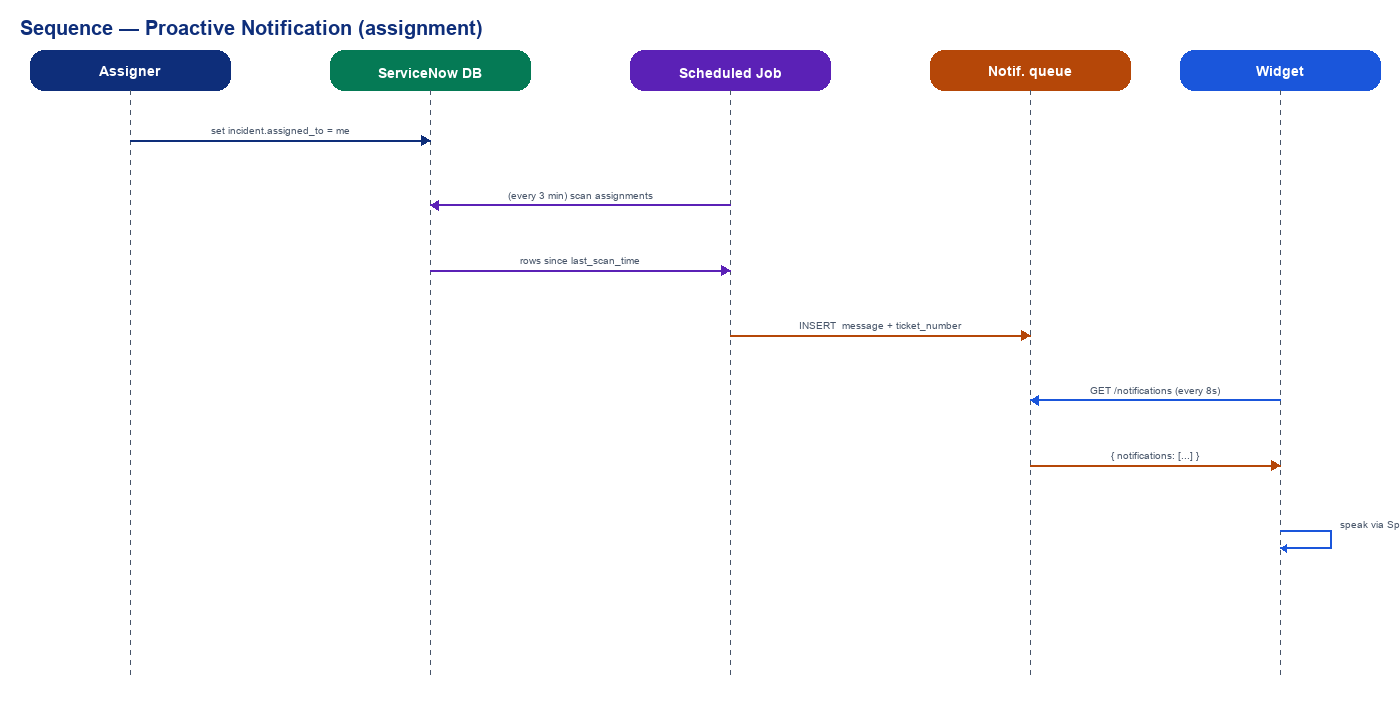 Sequence — Proactive Notification (assignment)
Assigner
ServiceNow DB
Scheduled Job
Notif. queue
Widget
set incident.assigned_to = me
(every 3 min) scan assignments
rows since last_scan_time
INSERT  message + ticket_number
GET /notifications (every 8s)
{ notifications: [...] }
speak via Sp